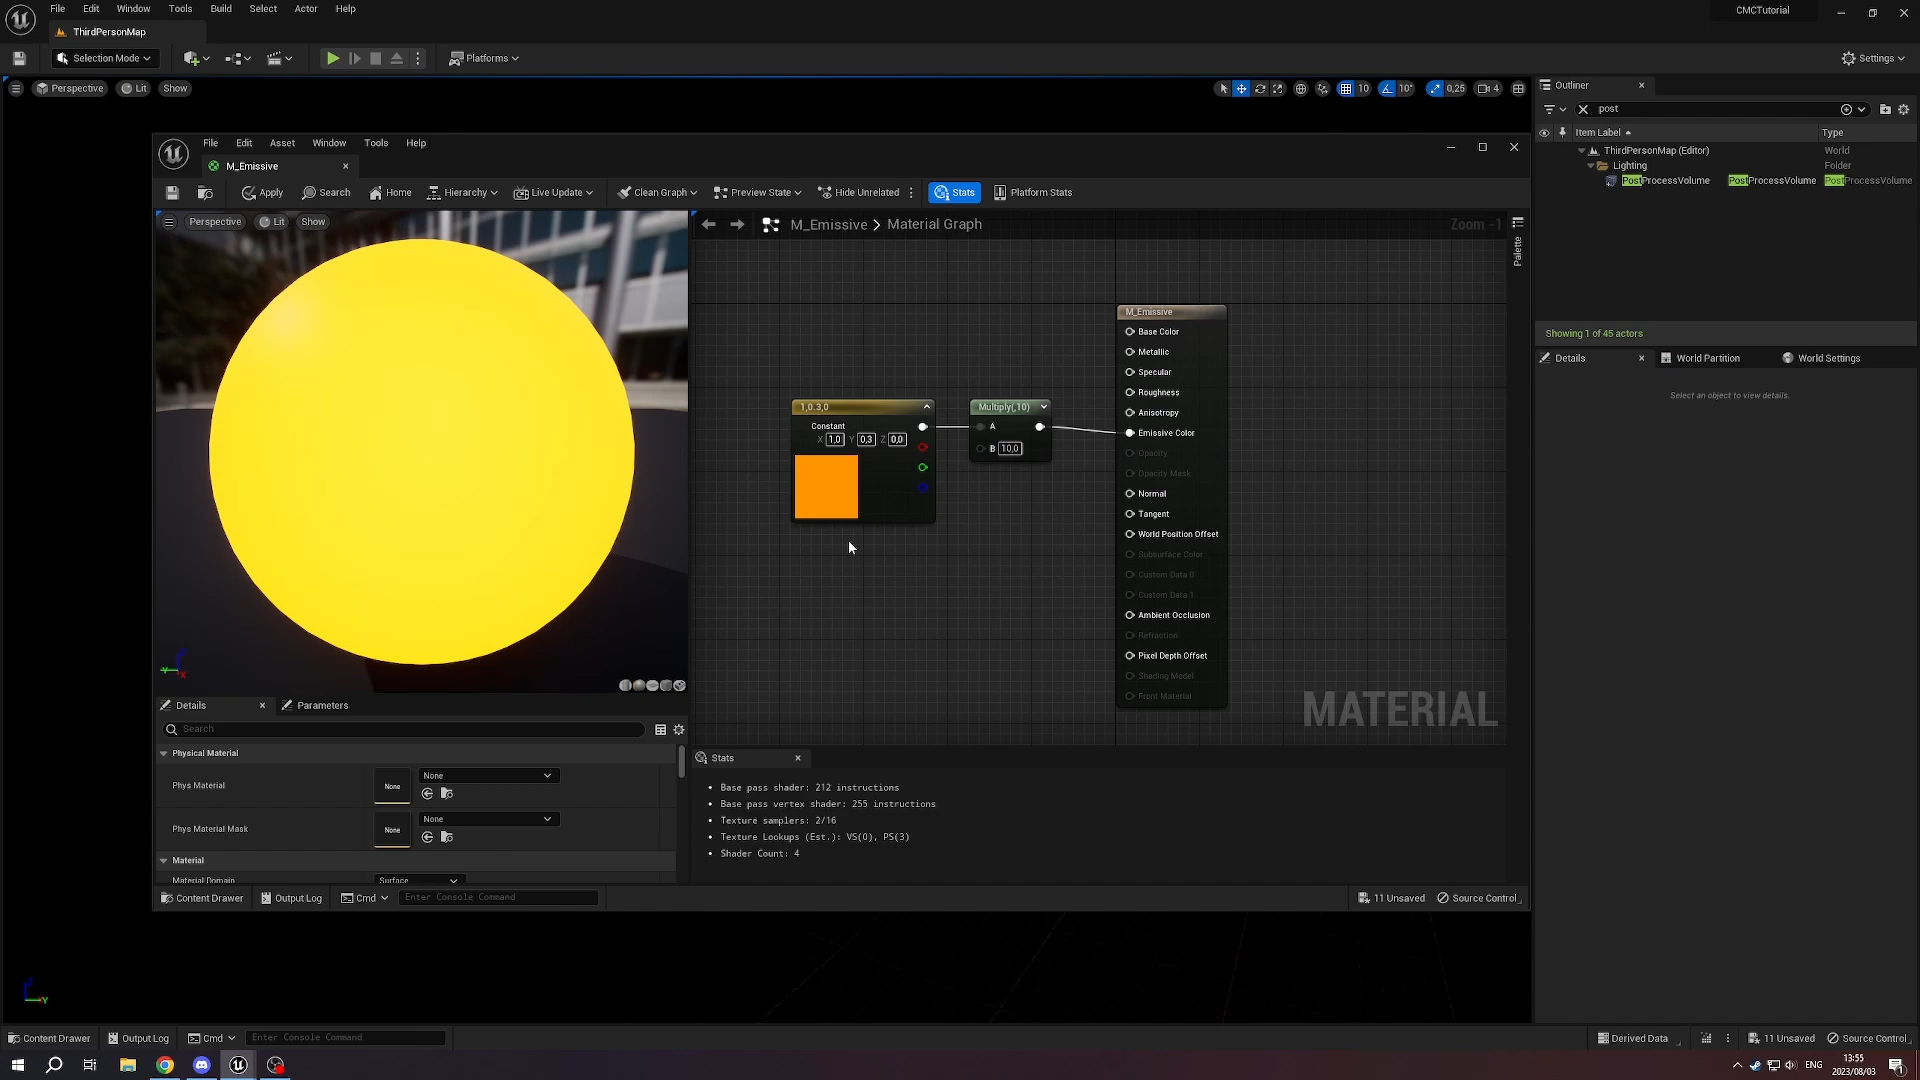 File Edit Window Tools Build Select Actor Help
CMCTutorial
ThirdPersonMap
Selection Mode
Platforms
Settings
Perspective Lit Show
10 10° 0,25 4
Outliner
post
Item Label Type
ThirdPersonMap (Editor) World
Lighting Folder
PostProcessVolume PostProcessVolume PostProcessVolume
Showing 1 of 45 actors
Details World Partition World Settings
Select an object to view details.
File Edit Asset Window Tools Help
M_Emissive
Apply Search Home Hierarchy Live Update Clean Graph Preview State Hide Unrelated Stats Platform Stats
Perspective Lit Show
M_Emissive > Material Graph
Zoom -1
Palette
1,0.3,0
Constant
X 1,0 Y 0,3 Z 0,0
Multiply(,10)
A
B 10,0
M_Emissive
Base Color
Metallic
Specular
Roughness
Anisotropy
Emissive Color
Opacity
Opacity Mask
Normal
Tangent
World Position Offset
Subsurface Color
Custom Data 0
Custom Data 1
Ambient Occlusion
Refraction
Pixel Depth Offset
Shading Model
Front Material
MATERIAL
Details Parameters
Search
Physical Material
Phys Material
None
None
Phys Material Mask
None
None
Material
Material Domain
Surface
Stats
• Base pass shader: 212 instructions
• Base pass vertex shader: 255 instructions
• Texture samplers: 2/16
• Texture Lookups (Est.): VS(0), PS(3)
• Shader Count: 4
Content Drawer Output Log Cmd Enter Console Command
11 Unsaved Source Control
Content Drawer Output Log Cmd Enter Console Command
Derived Data 11 Unsaved Source Control
ENG
13:55
2023/08/03
1